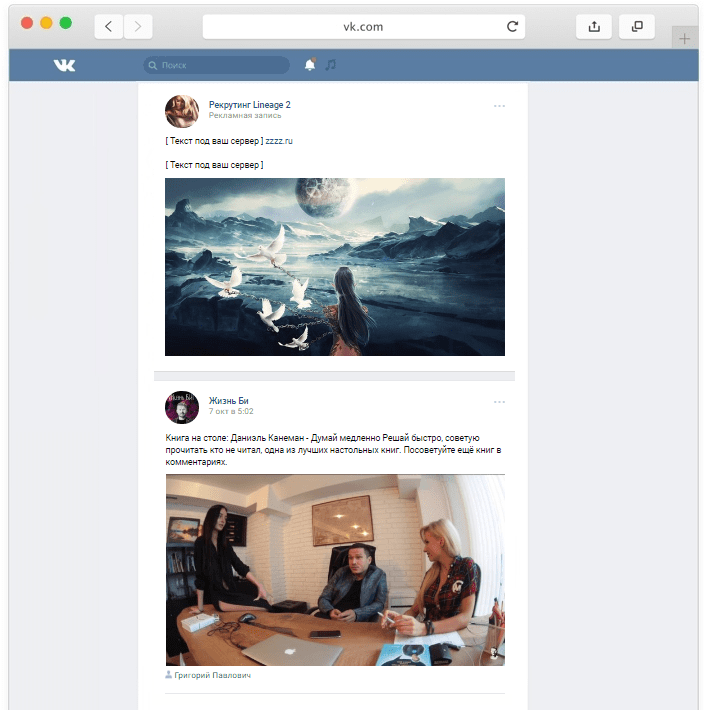 vk.com
Поиск
Рекрутинг Lineage 2
Рекламная запись
[ Текст под ваш сервер ] zzzz.ru
[ Текст под ваш сервер ]
Жизнь Би
7 окт в 5:02
Книга на столе: Даниэль Канеман - Думай медленно Решай быстро, советую
прочитать кто не читал, одна из лучших настольных книг. Посоветуйте ещё книг в
комментариях.
Григорий Павлович